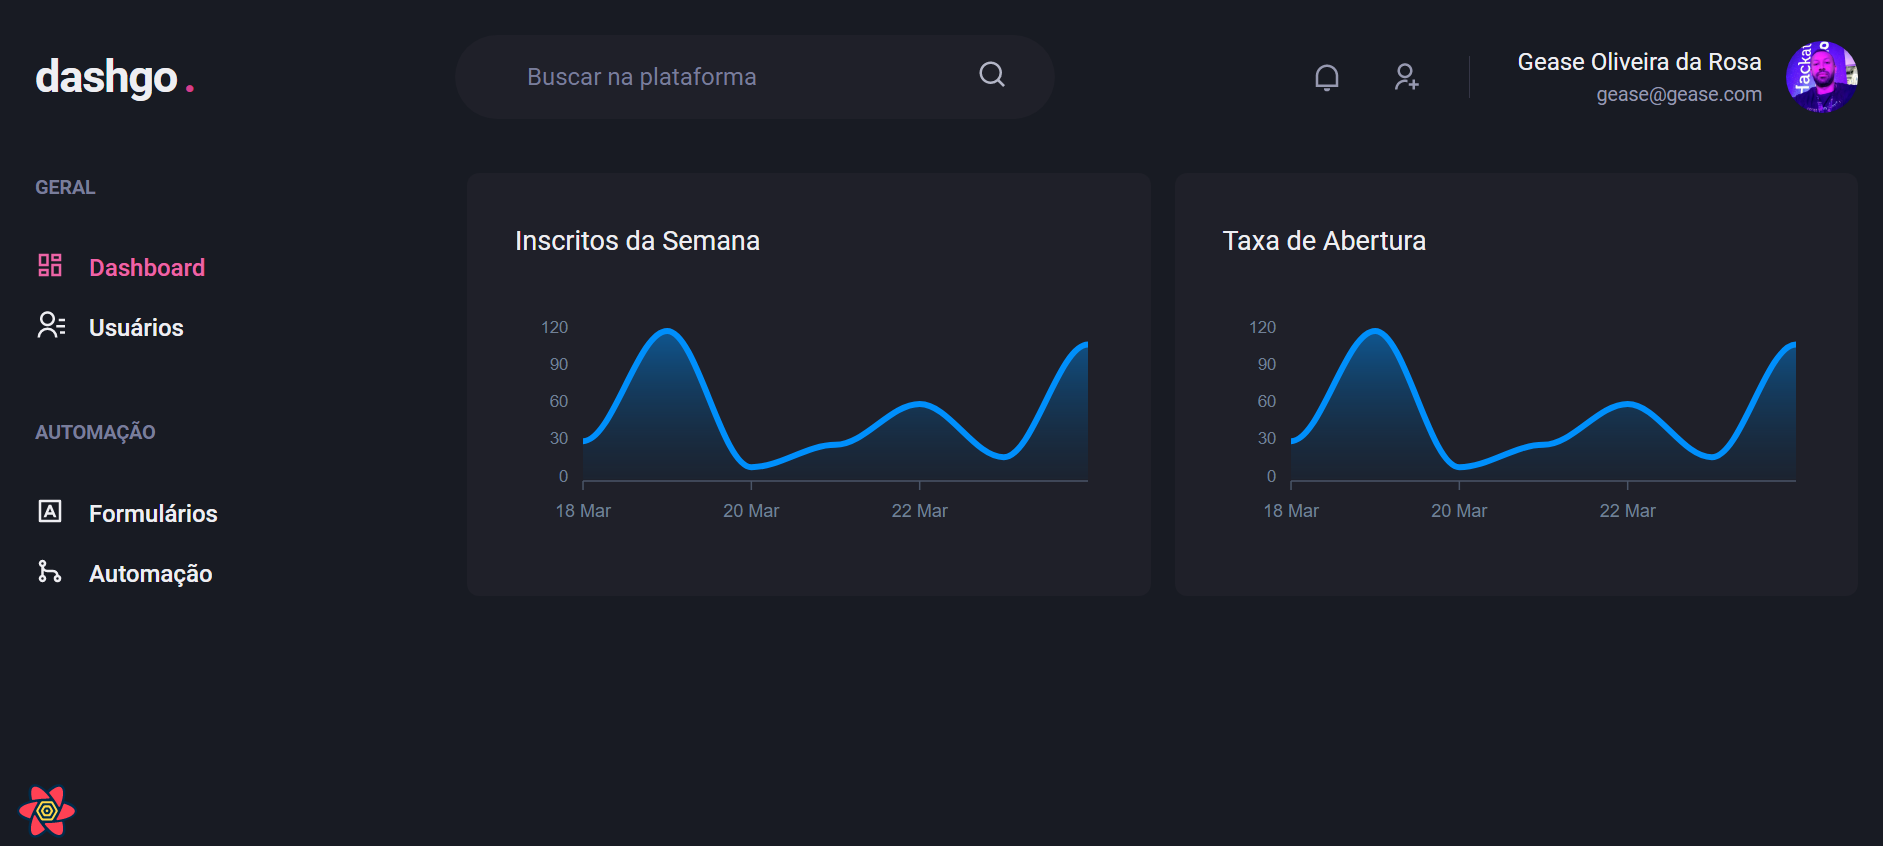 dashgo.
Buscar na plataforma
Gease Oliveira da Rosa
gease@gease.com
GERAL
Dashboard
Usuários
AUTOMAÇÃO
Formulários
Automação
Inscritos da Semana
120
90
60
30
0
18 Mar 20 Mar 22 Mar
Taxa de Abertura
120
90
60
30
0
18 Mar 20 Mar 22 Mar